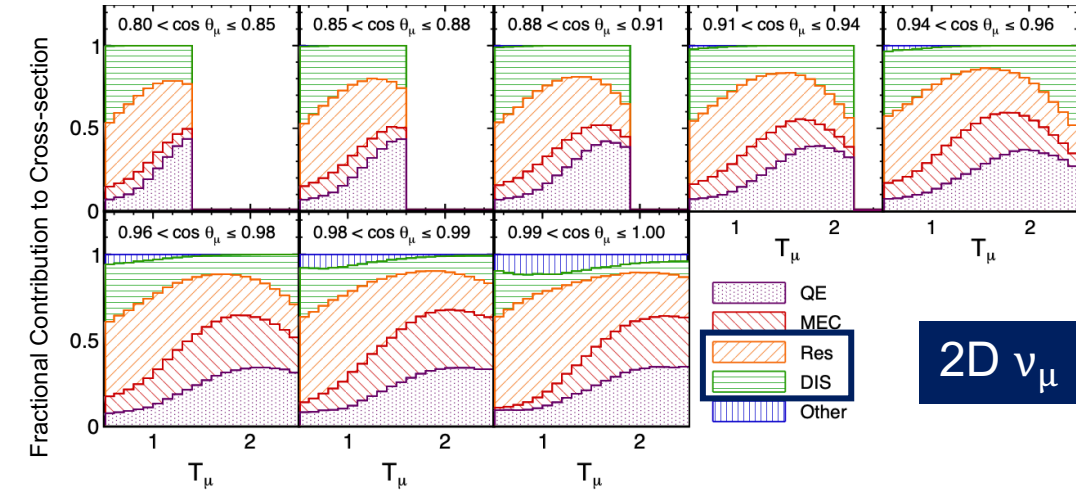 0.80 < cos θμ ≤ 0.85
0.85 < cos θμ ≤ 0.88
0.88 < cos θμ ≤ 0.91
0.91 < cos θμ ≤ 0.94
0.94 < cos θμ ≤ 0.96
Fractional Contribution to Cross-section
1
0.5
0
1
2
Tμ
1
2
Tμ
0.96 < cos θμ ≤ 0.98
0.98 < cos θμ ≤ 0.99
0.99 < cos θμ ≤ 1.00
1
0.5
0
1
2
Tμ
1
2
Tμ
1
2
Tμ
QE
MEC
Res
DIS
Other
2D νμ